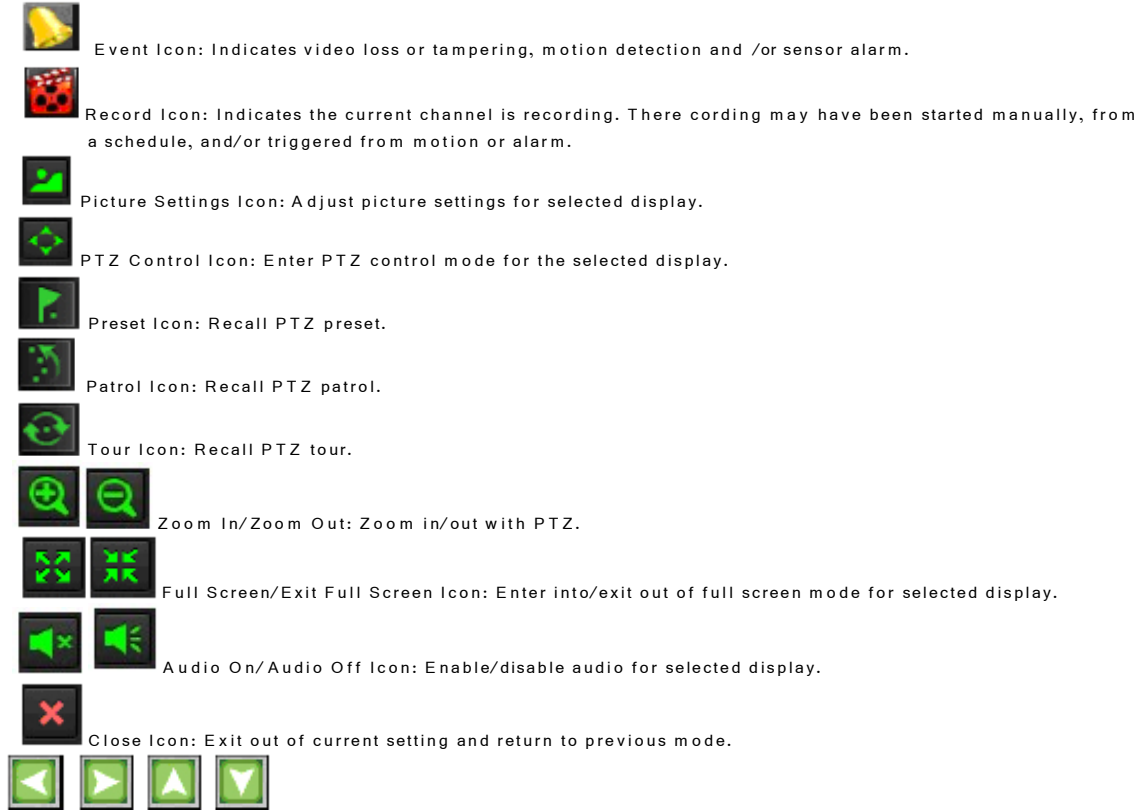 Event Icon: Indicates video loss or tampering, motion detection and /or sensor alarm.
Record Icon: Indicates the current channel is recording. There cording may have been started manually, from
a schedule, and/or triggered from motion or alarm.
Picture Settings Icon: Adjust picture settings for selected display.
PTZ Control Icon: Enter PTZ control mode for the selected display.
Preset Icon: Recall PTZ preset.
Patrol Icon: Recall PTZ patrol.
Tour Icon: Recall PTZ tour.
Zoom In/Zoom Out: Zoom in/out with PTZ.
Full Screen/Exit Full Screen Icon: Enter into/exit out of full screen mode for selected display.
Audio On/Audio Off Icon: Enable/disable audio for selected display.
Close Icon: Exit out of current setting and return to previous mode.